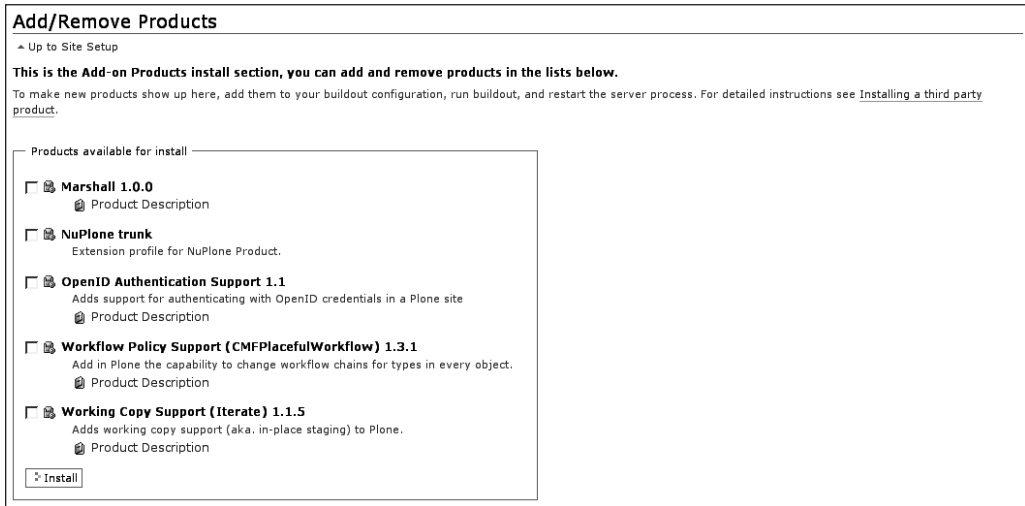 Add/Remove Products
Up to Site Setup
This is the Add-on Products install section, you can add and remove products in the lists below.
To make new products show up here, add them to your buildout configuration, run buildout, and restart the server process. For detailed instructions see Installing a third party
product.
Products available for install
Marshall 1.0.0
Product Description
NuPlone trunk
Extension profile for NuPlone Product.
OpenID Authentication Support 1.1
Adds support for authenticating with OpenID credentials in a Plone site
Product Description
Workflow Policy Support (CMFPlacefulWorkflow) 1.3.1
Add in Plone the capability to change workflow chains for types in every object.
Product Description
Working Copy Support (Iterate) 1.1.5
Adds working copy support (aka. in-place staging) to Plone.
Product Description
Install